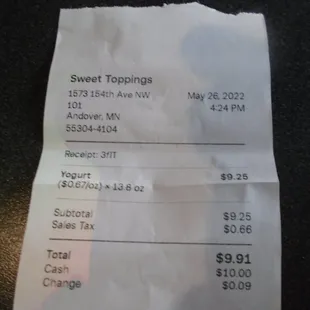 Sweet Toppings
1573 154th Ave NW May 26, 2022
101 4:24 PM
Andover, MN
55304-4104
Receipt: 3fIT
Yogurt $9.25
($0.67/oz) × 13.8 oz
Subtotal $9.25
Sales Tax $0.66
Total $9.91
Cash $10.00
Change $0.09